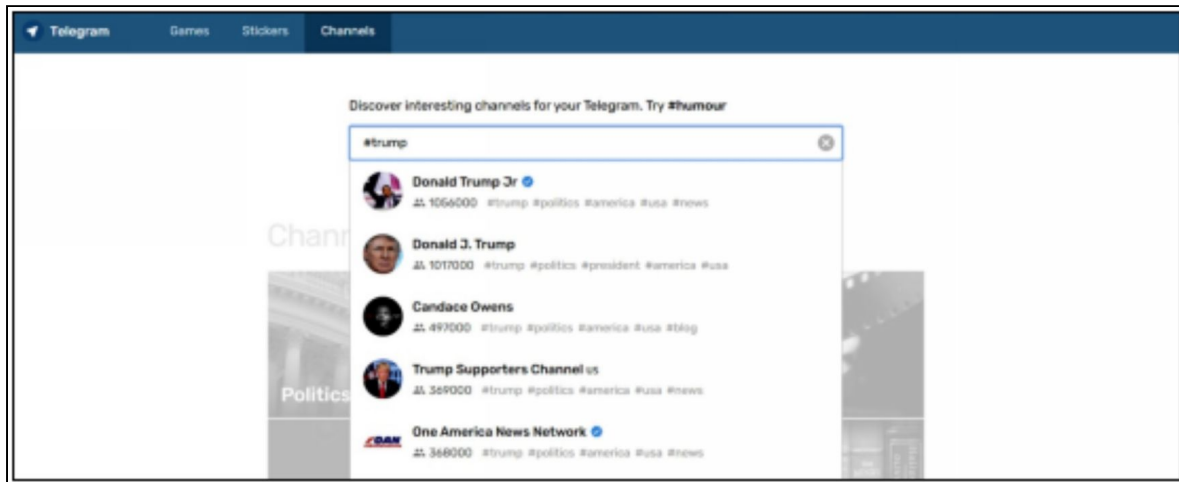 Telegram Games Stickers Channels
Discover interesting channels for your Telegram. Try #humour
#trump
Donald Trump Jr
1056000 #trump #politics #america #usa #news
Donald J. Trump
1017000 #trump #politics #president #america #usa
Candace Owens
497000 #trump #politics #america #usa #blog
Trump Supporters Channel US
369000 #trump #politics #america #usa #news
OAN One America News Network
368000 #trump #politics #america #usa #news
Chann
Politics